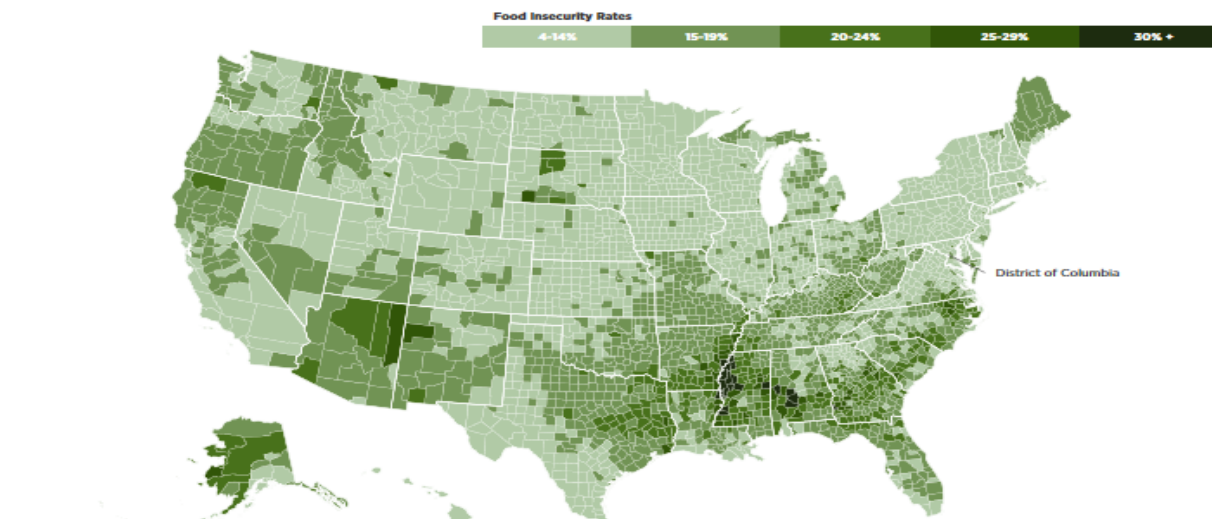 Food Insecurity Rates
4-14% 15-19% 20-24% 25-29% 30% +
District of Columbia